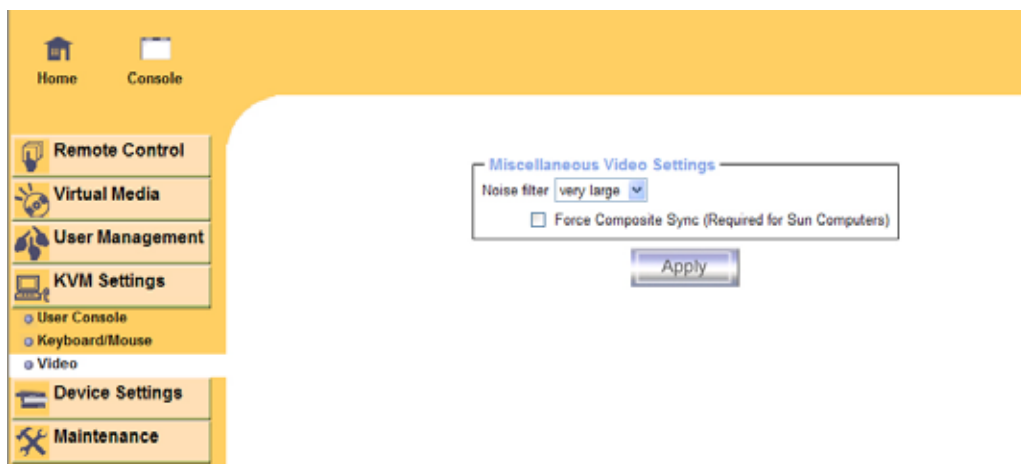 Home
Console
Remote Control
Virtual Media
User Management
KVM Settings
User Console
Keyboard/Mouse
Video
Device Settings
Maintenance
Miscellaneous Video Settings
Noise filter very large
Force Composite Sync (Required for Sun Computers)
Apply